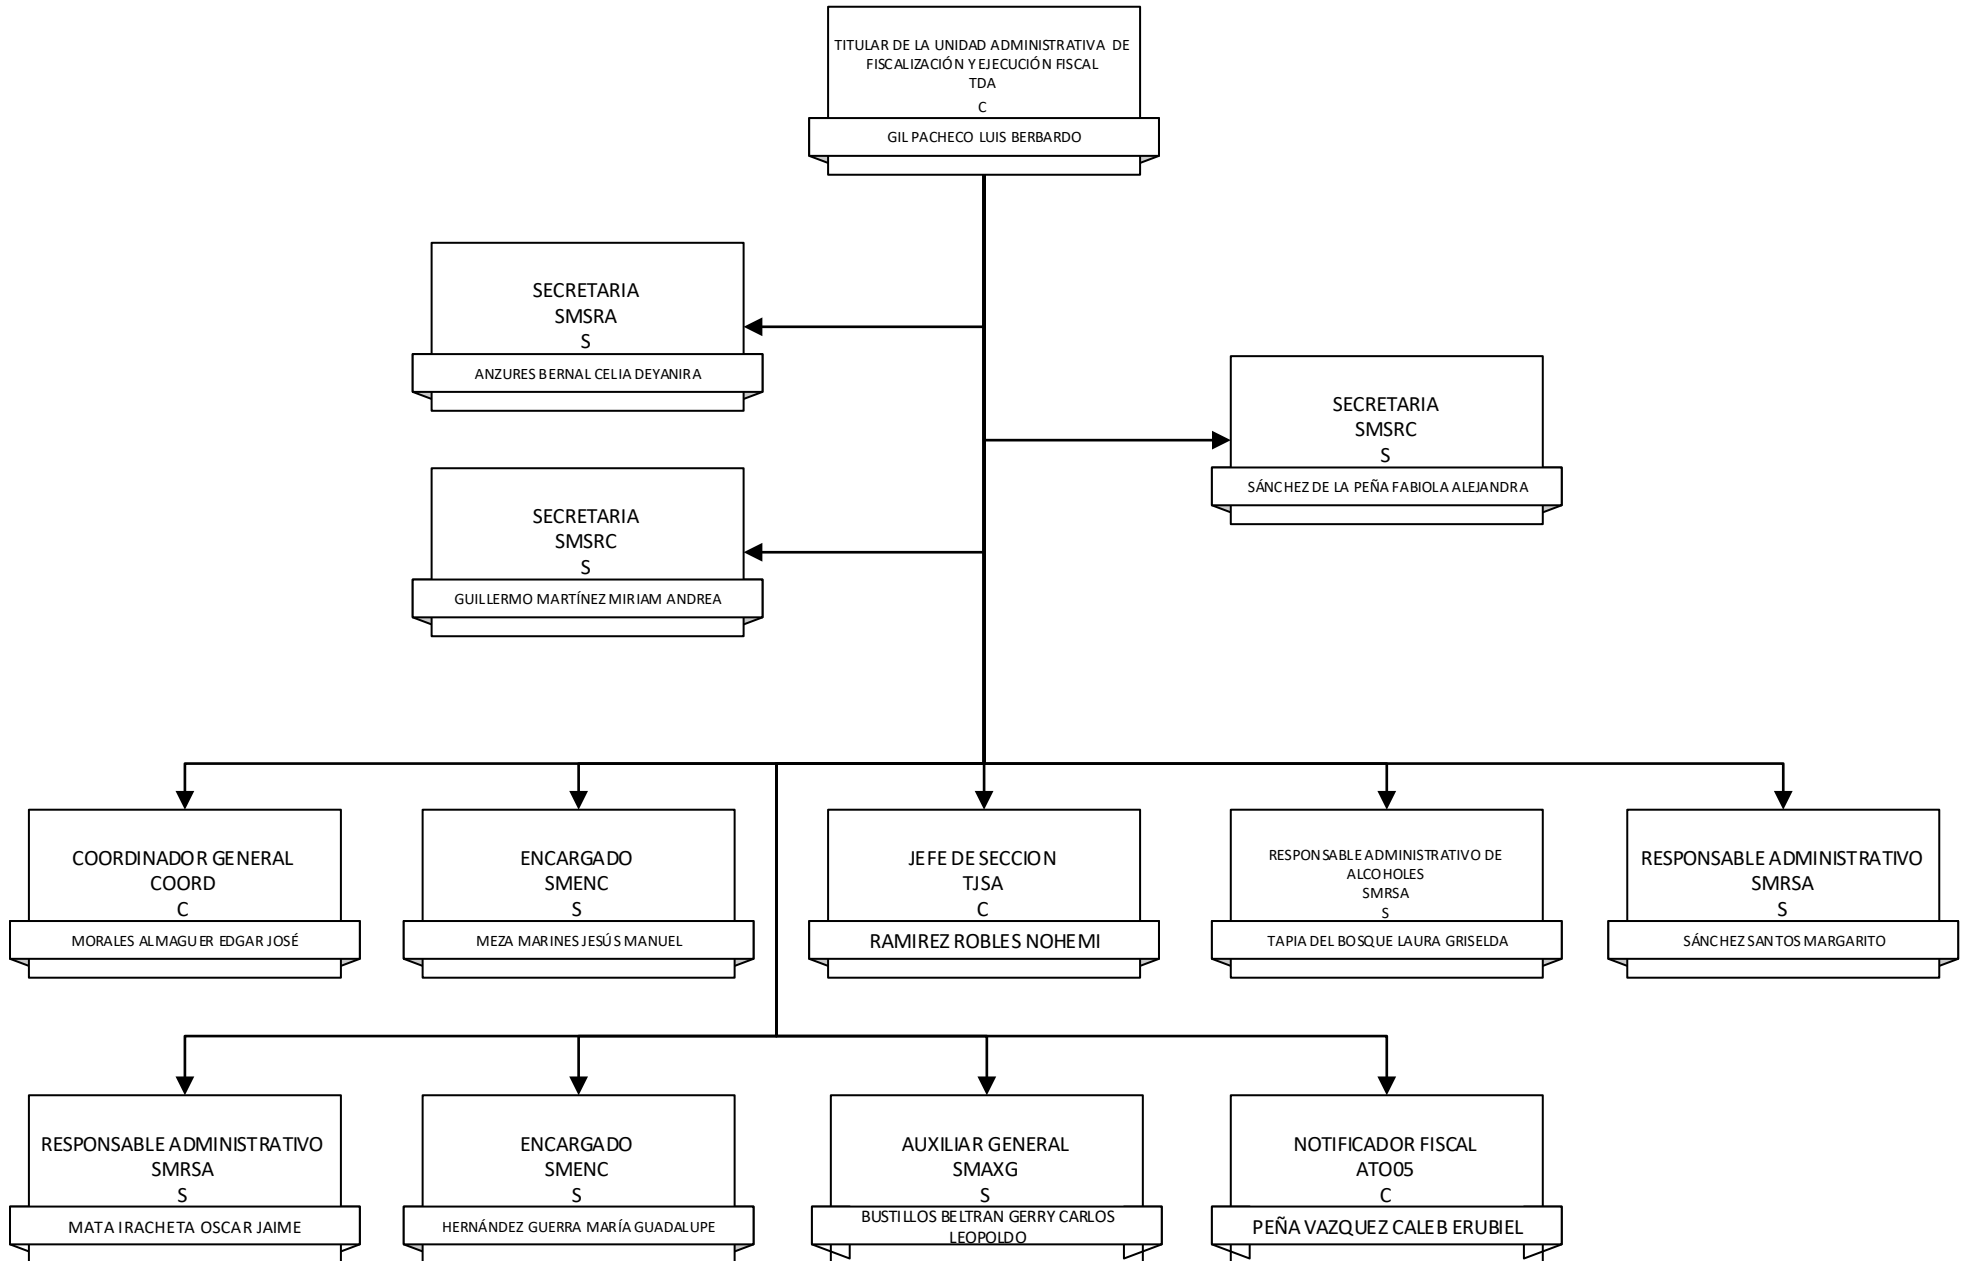 TITULAR DE LA UNIDAD ADMINISTRATIVA DE
FISCALIZACIÓN Y EJECUCIÓN FISCAL
TDA
C
GIL PACHECO LUIS BERBARDO
SECRETARIA
SMSRA
S
ANZURES BERNAL CELIA DEYANIRA
SECRETARIA
SMSRC
S
SÁNCHEZ DE LA PEÑA FABIOLA ALEJANDRA
SECRETARIA
SMSRC
S
GUILLERMO MARTÍNEZ MIRIAM ANDREA
COORDINADOR GENERAL
COORD
C
MORALES ALMAGUER EDGAR JOSÉ
ENCARGADO
SMENC
S
MEZA MARINES JESÚS MANUEL
JEFE DE SECCION
TJSA
C
RAMIREZ ROBLES NOHEMI
RESPONSABLE ADMINISTRATIVO DE
ALCOHOLES
SMRSA
S
TAPIA DEL BOSQUE LAURA GRISELDA
RESPONSABLE ADMINISTRATIVO
SMRSA
S
SÁNCHEZ SANTOS MARGARITO
RESPONSABLE ADMINISTRATIVO
SMRSA
S
MATA IRACHETA OSCAR JAIME
ENCARGADO
SMENC
S
HERNÁNDEZ GUERRA MARÍA GUADALUPE
AUXILIAR GENERAL
SMAXG
S
BUSTILLOS BELTRAN GERRY CARLOS
LEOPOLDO
NOTIFICADOR FISCAL
ATO05
C
PEÑA VAZQUEZ CALEB ERUBIEL